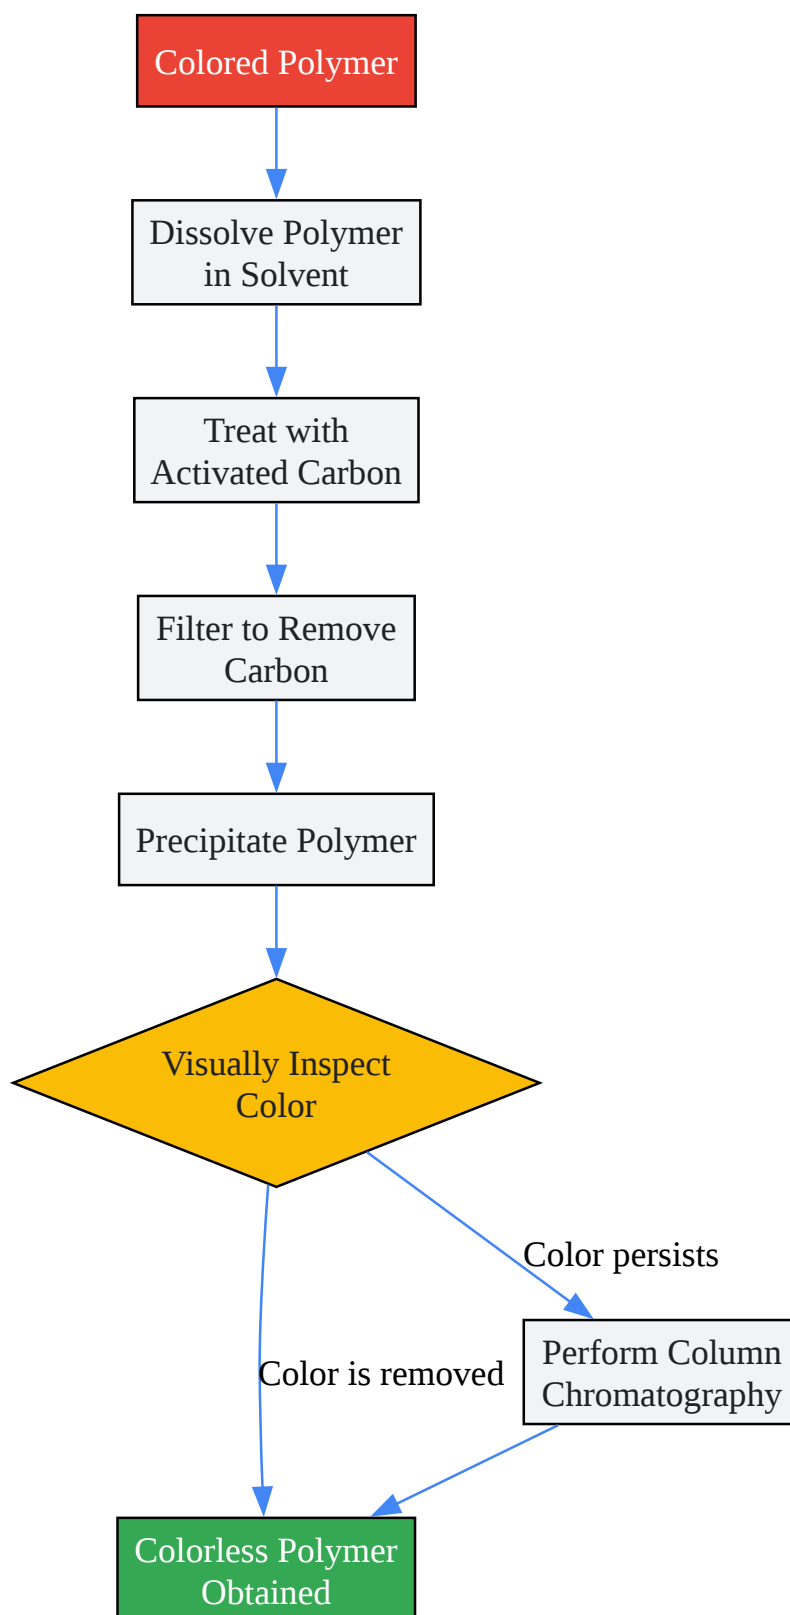 Colored Polymer
Dissolve Polymer
in Solvent
Treat with
Activated Carbon
Filter to Remove
Carbon
Precipitate Polymer
Visually Inspect
Color
Color persists
Color is removed
Perform Column
Chromatography
Colorless Polymer
Obtained